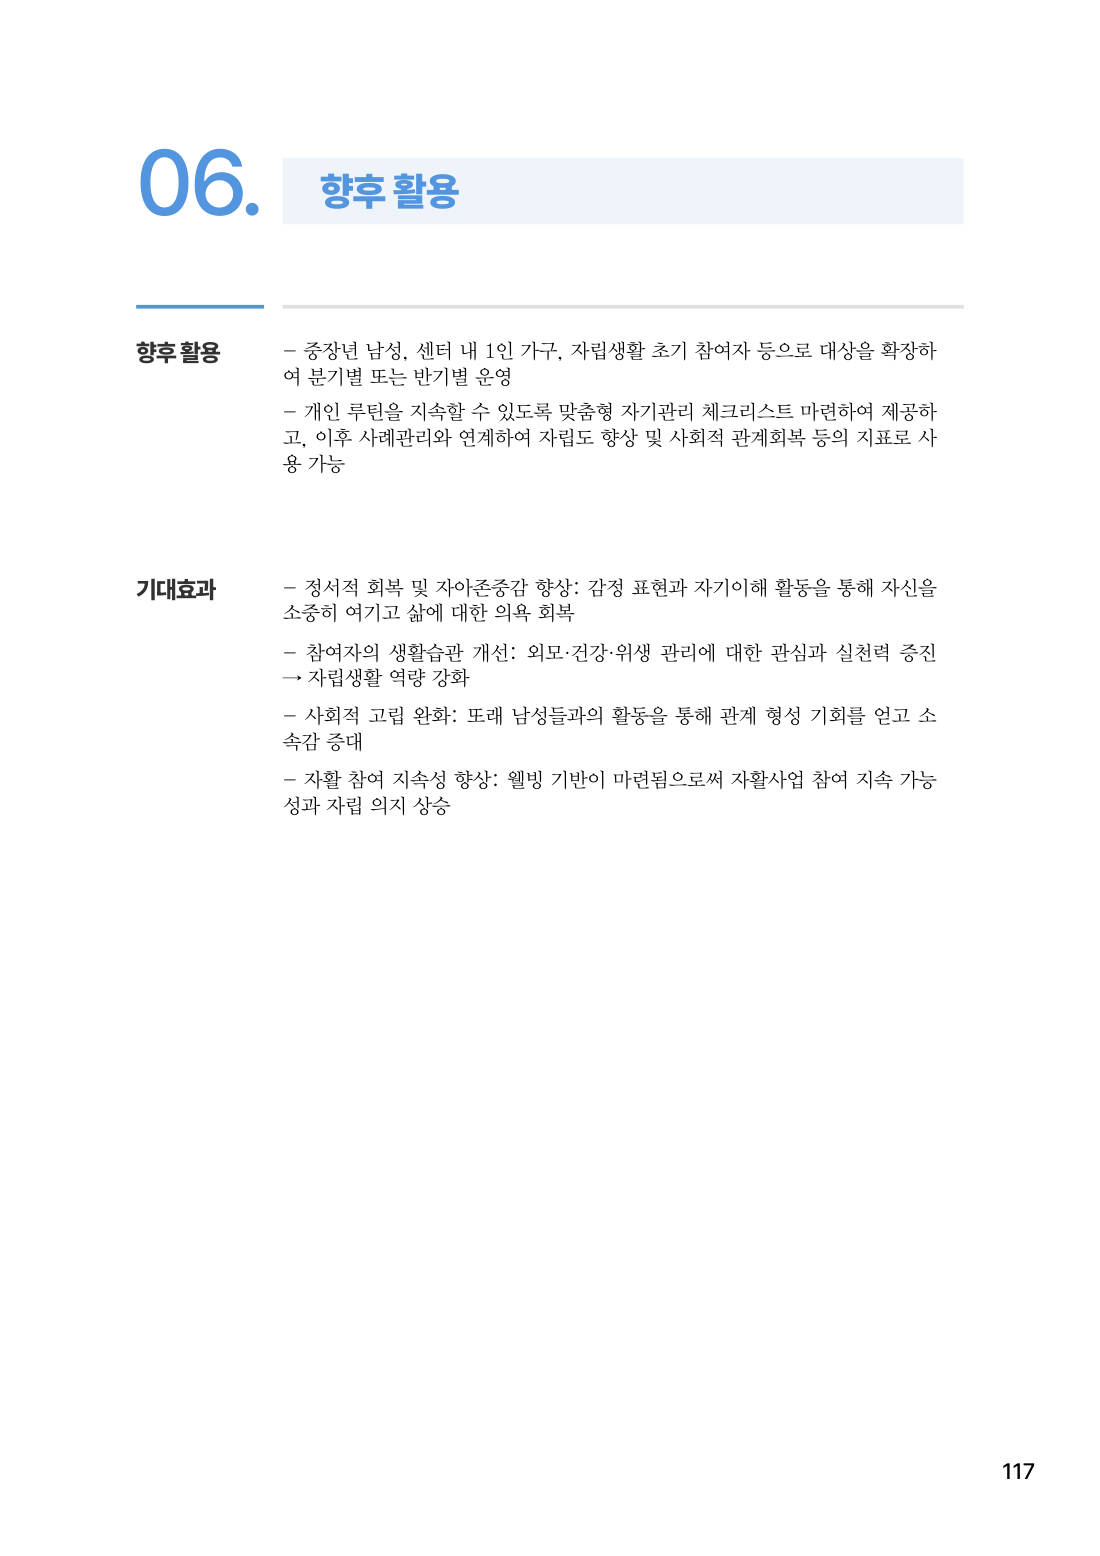 06. 향후 활용
향후 활용
– 중장년 남성, 센터 내 1인 가구, 자립생활 초기 참여자 등으로 대상을 확장하
여 분기별 또는 반기별 운영
– 개인 루틴을 지속할 수 있도록 맞춤형 자기관리 체크리스트 마련하여 제공하
고, 이후 사례관리와 연계하여 자립도 향상 및 사회적 관계회복 등의 지표로 사
용 가능
기대효과
– 정서적 회복 및 자아존중감 향상: 감정 표현과 자기이해 활동을 통해 자신을
소중히 여기고 삶에 대한 의욕 회복
– 참여자의 생활습관 개선: 외모·건강·위생 관리에 대한 관심과 실천력 증진
→ 자립생활 역량 강화
– 사회적 고립 완화: 또래 남성들과의 활동을 통해 관계 형성 기회를 얻고 소
속감 증대
– 자활 참여 지속성 향상: 웰빙 기반이 마련됨으로써 자활사업 참여 지속 가능
성과 자립 의지 상승
117